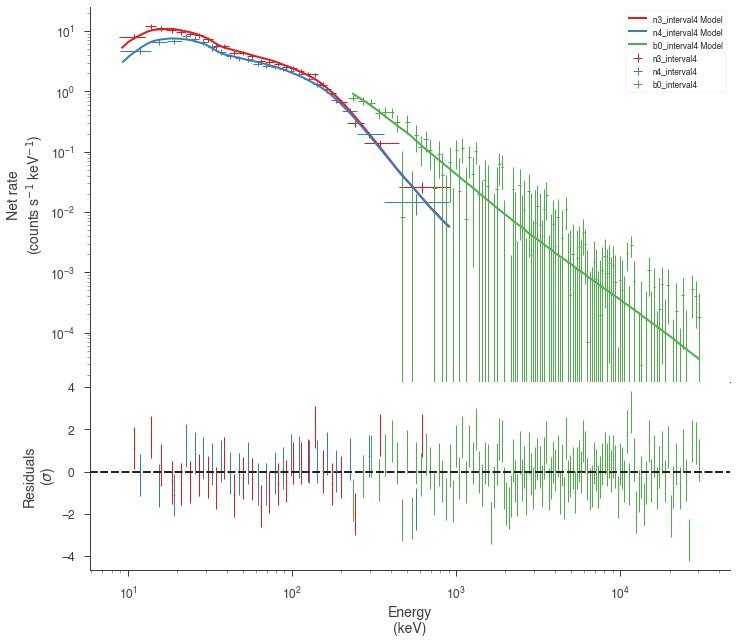 n3_interval4 Model
n4_interval4 Model
b0_interval4 Model
n3_interval4
n4_interval4
b0_interval4
Net rate
(counts s⁻¹ keV⁻¹)
10¹
10⁰
10⁻¹
10⁻²
10⁻³
10⁻⁴
Residuals
(σ)
4
2
0
−2
−4
10¹ 10² 10³ 10⁴
Energy
(keV)